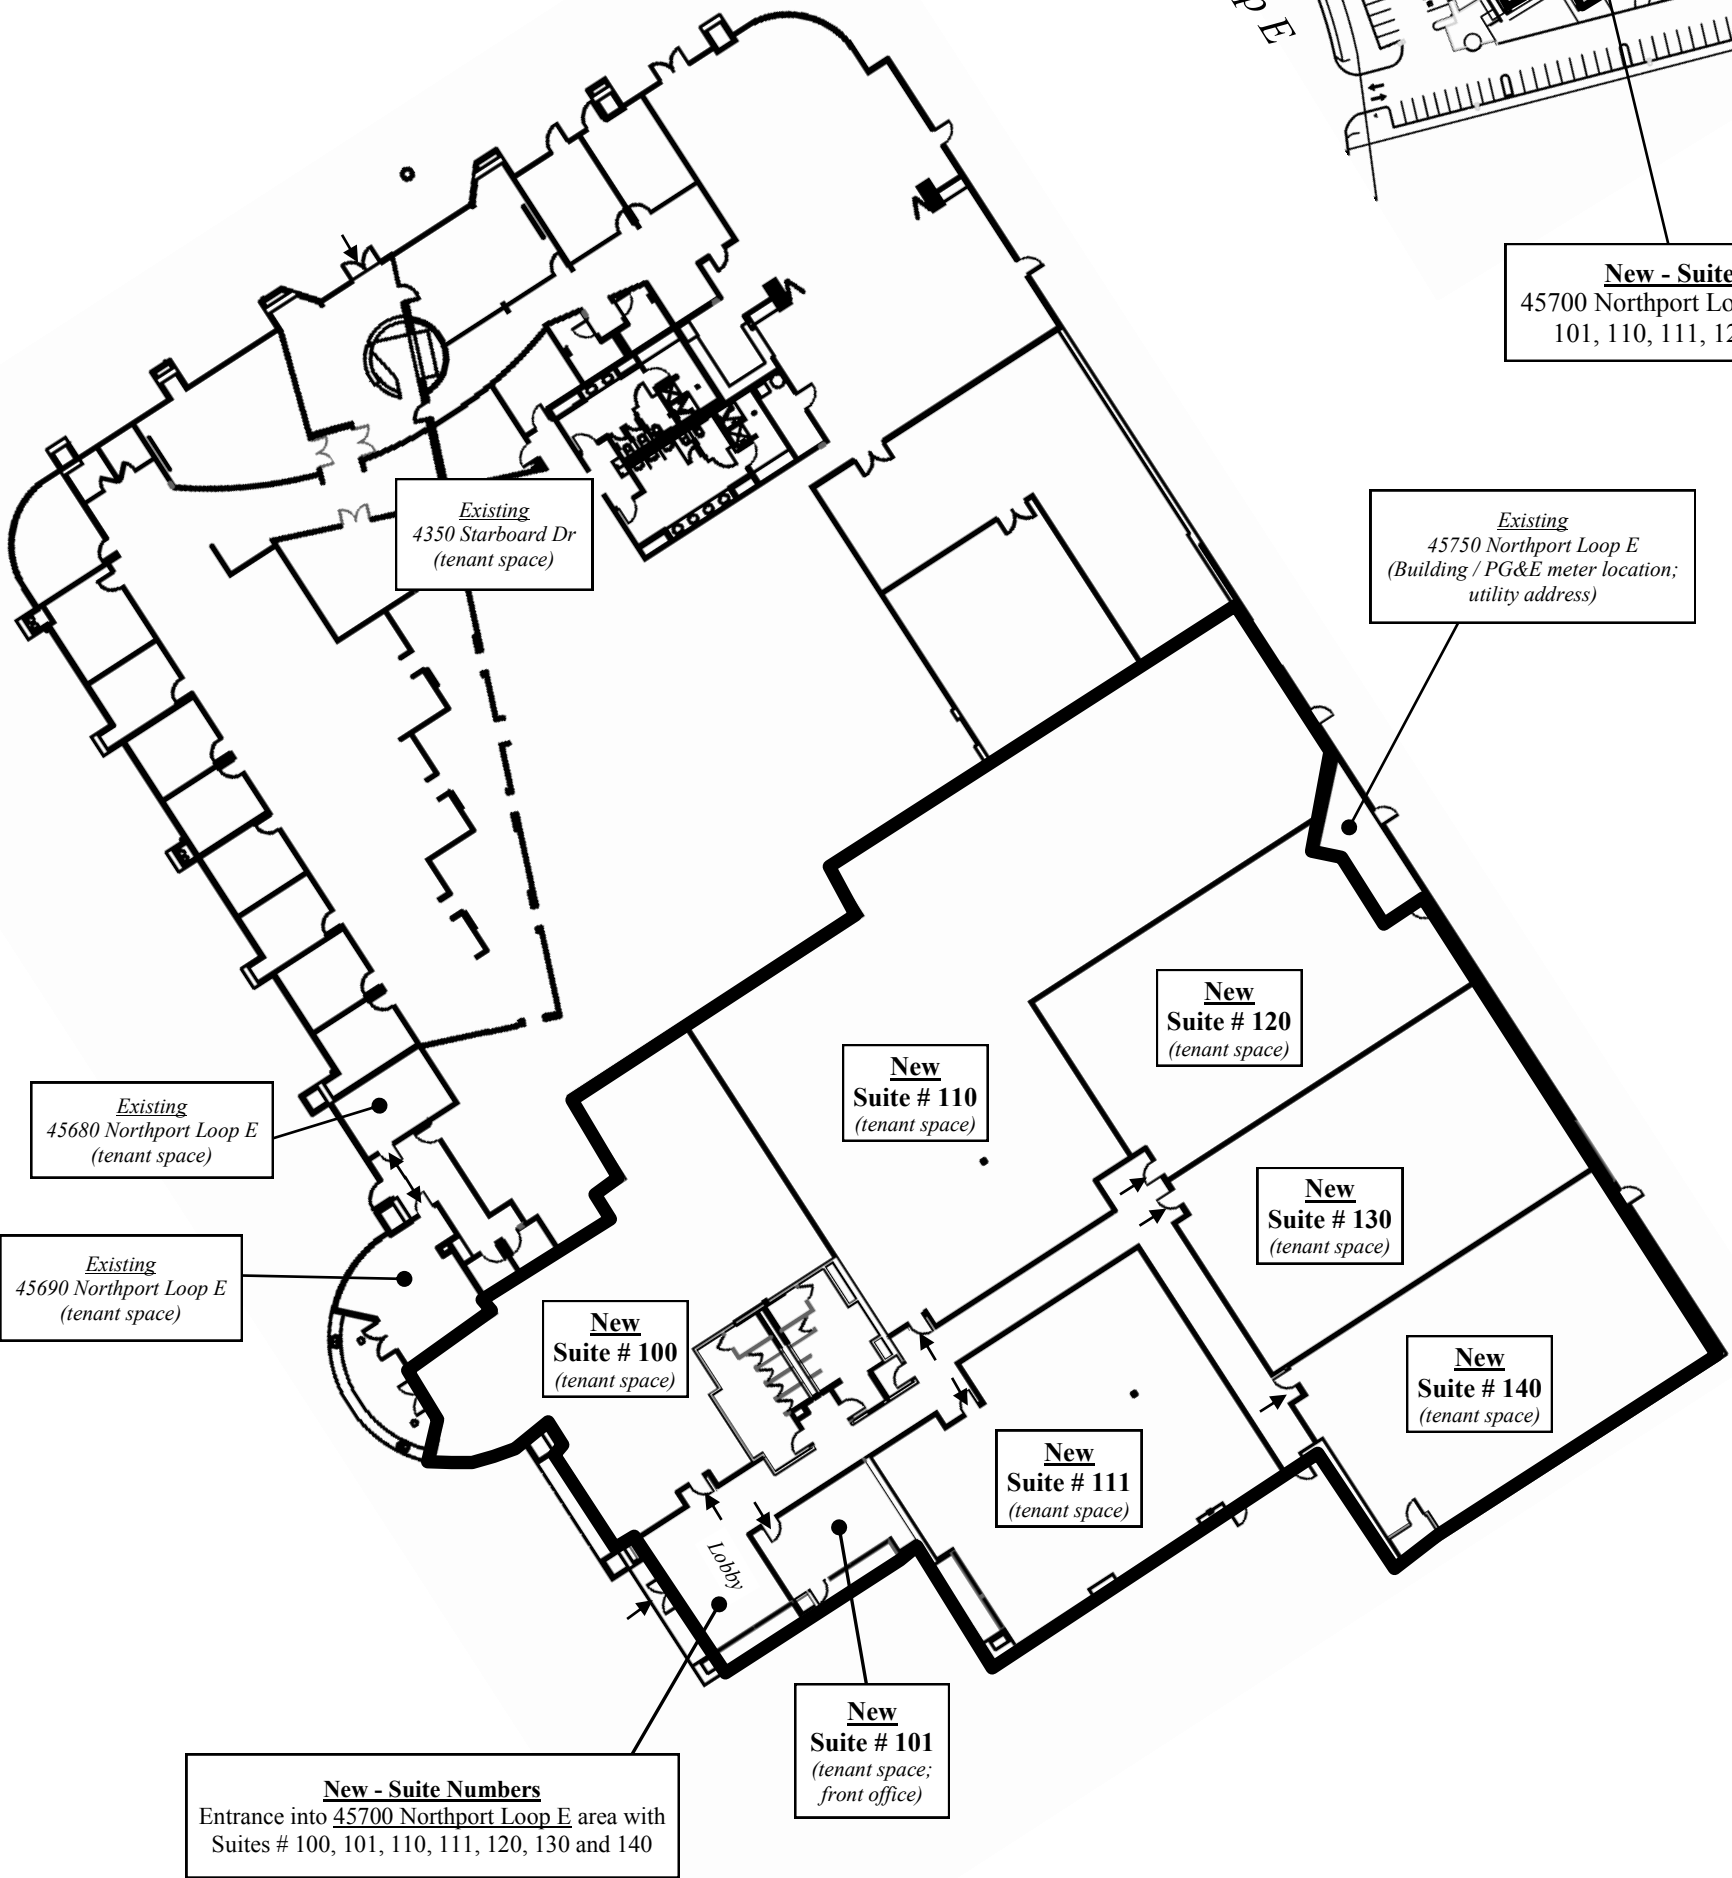 p E
New - Suite
45700 Northport Lo
101, 110, 111, 12
Existing
4350 Starboard Dr
(tenant space)
Existing
45750 Northport Loop E
(Building / PG&E meter location;
utility address)
New
Suite # 120
(tenant space)
New
Suite # 110
(tenant space)
Existing
45680 Northport Loop E
(tenant space)
New
Suite # 130
(tenant space)
Existing
45690 Northport Loop E
(tenant space)
New
Suite # 100
(tenant space)
New
Suite # 140
(tenant space)
New
Suite # 111
(tenant space)
Lobby
New
Suite # 101
(tenant space;
front office)
New - Suite Numbers
Entrance into 45700 Northport Loop E area with
Suites # 100, 101, 110, 111, 120, 130 and 140